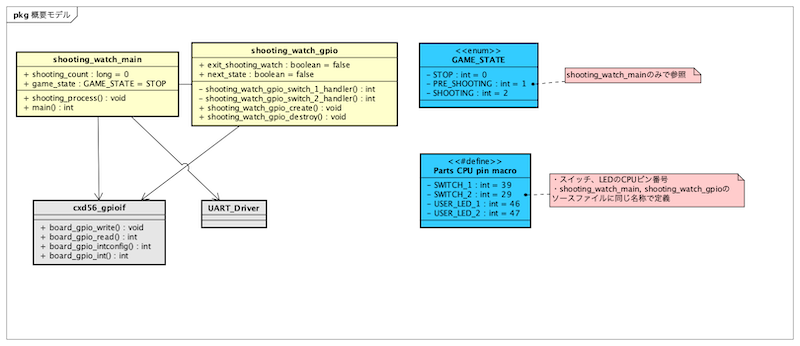 pkg 概要モデル
shooting_watch_main
+ shooting_count : long = 0
+ game_state : GAME_STATE = STOP
+ shooting_process() : void
+ main() : int
shooting_watch_gpio
+ exit_shooting_watch : boolean = false
+ next_state : boolean = false
- shooting_watch_gpio_switch_1_handler() : int
- shooting_watch_gpio_switch_2_handler() : int
+ shooting_watch_gpio_create() : void
+ shooting_watch_gpio_destroy() : void
<<enum>>
GAME_STATE
- STOP : int = 0
- PRE_SHOOTING : int = 1
- SHOOTING : int = 2
shooting_watch_mainのみで参照
<<#define>>
Parts CPU pin macro
- SWITCH_1 : int = 39
- SWITCH_2 : int = 29
- USER_LED_1 : int = 46
- USER_LED_2 : int = 47
・スイッチ、LEDのCPUピン番号
・shooting_watch_main, shooting_watch_gpioの
ソースファイルに同じ名称で定義
cxd56_gpioif
+ board_gpio_write() : void
+ board_gpio_read() : int
+ board_gpio_intconfig() : int
+ board_gpio_int() : int
UART_Driver